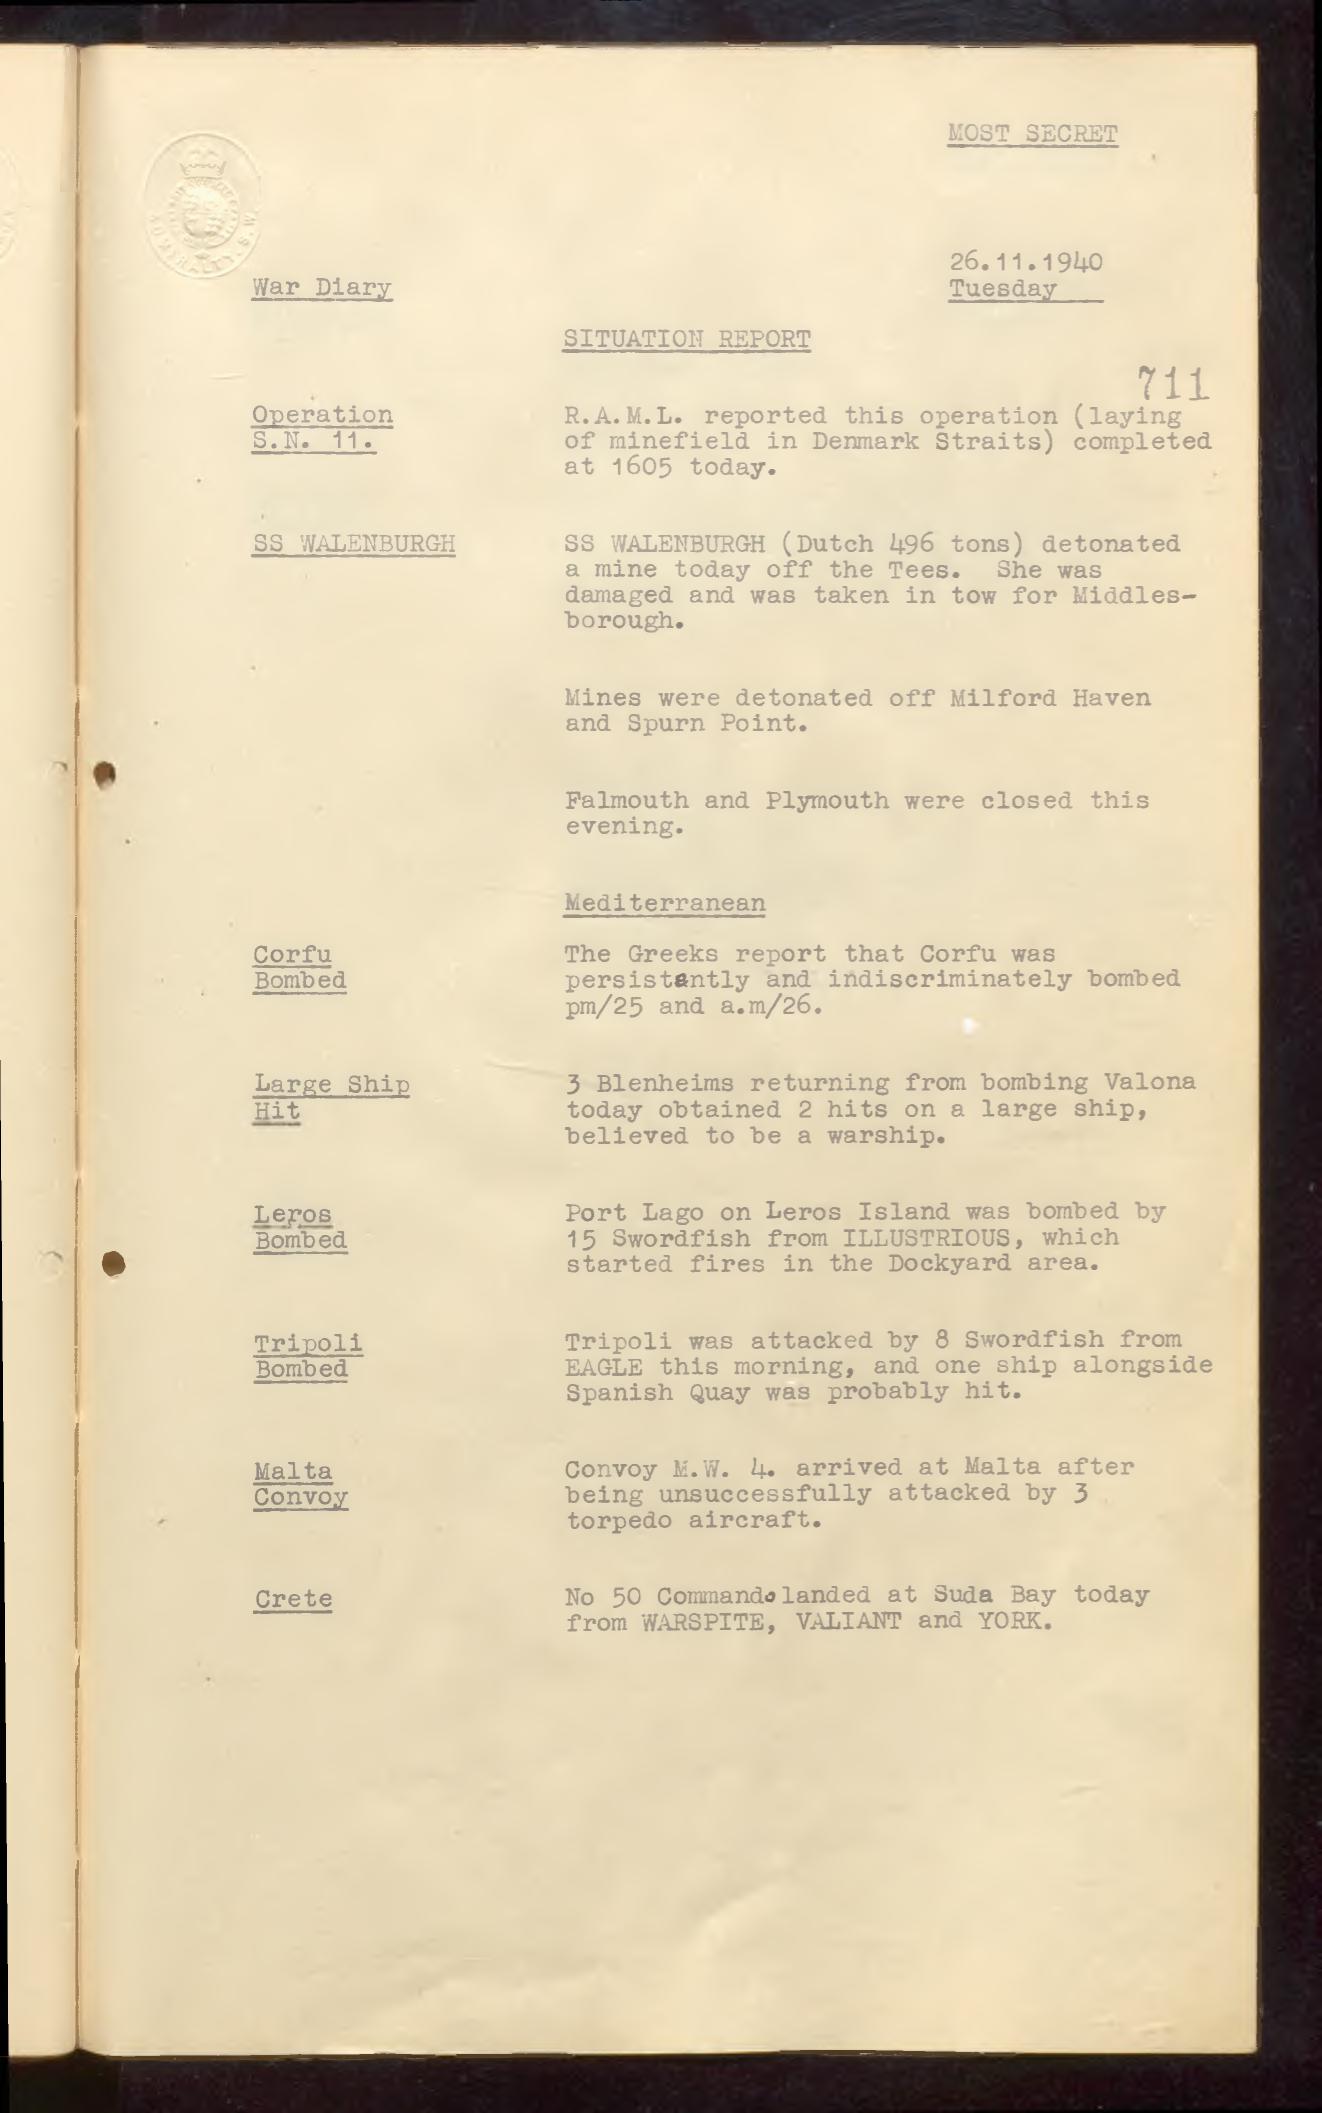 MOST SECRET
ADMIRALTY. S.W.
26.11.1940
War Diary
Tuesday
SITUATION REPORT
711
Operation
S.N. 11.
R.A.M.L. reported this operation (laying
of minefield in Denmark Straits) completed
at 1605 today.
SS WALENBURGH
SS WALENBURGH (Dutch 496 tons) detonated
a mine today off the Tees. She was
damaged and was taken in tow for Middles-
borough.
Mines were detonated off Milford Haven
and Spurn Point.
Falmouth and Plymouth were closed this
evening.
Mediterranean
Corfu
Bombed
The Greeks report that Corfu was
persistantly and indiscriminately bombed
pm/25 and a.m/26.
Large Ship
Hit
3 Blenheims returning from bombing Valona
today obtained 2 hits on a large ship,
believed to be a warship.
Leros
Bombed
Port Lago on Leros Island was bombed by
15 Swordfish from ILLUSTRIOUS, which
started fires in the Dockyard area.
Tripoli
Bombed
Tripoli was attacked by 8 Swordfish from
EAGLE this morning, and one ship alongside
Spanish Quay was probably hit.
Malta
Convoy
Convoy M.W. 4. arrived at Malta after
being unsuccessfully attacked by 3
torpedo aircraft.
Crete
No 50 Commando landed at Suda Bay today
from WARSPITE, VALIANT and YORK.